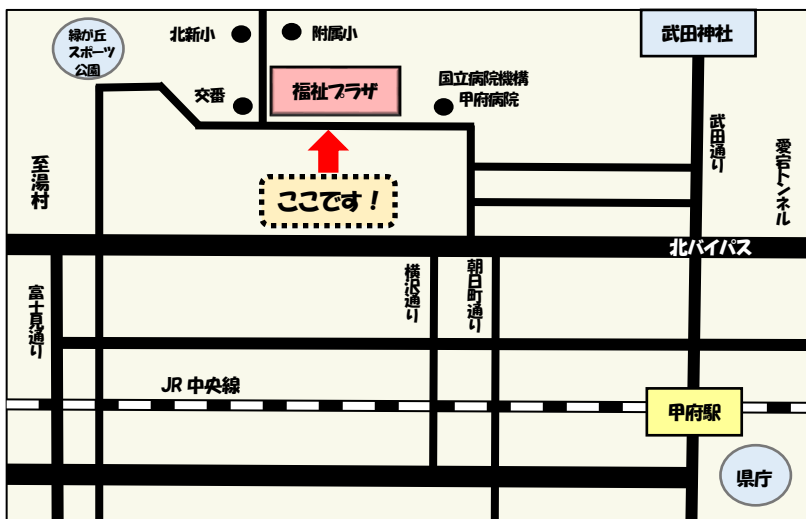 緑が丘
スポーツ
公園
北新小
附属小
武田神社
交番
福祉プラザ
国立病院機構
甲府病院
武田通り
愛宕トンネル
至湯村
ここです！
北バイパス
富士見通り
横沢通り
朝日町通り
JR 中央線
甲府駅
県庁